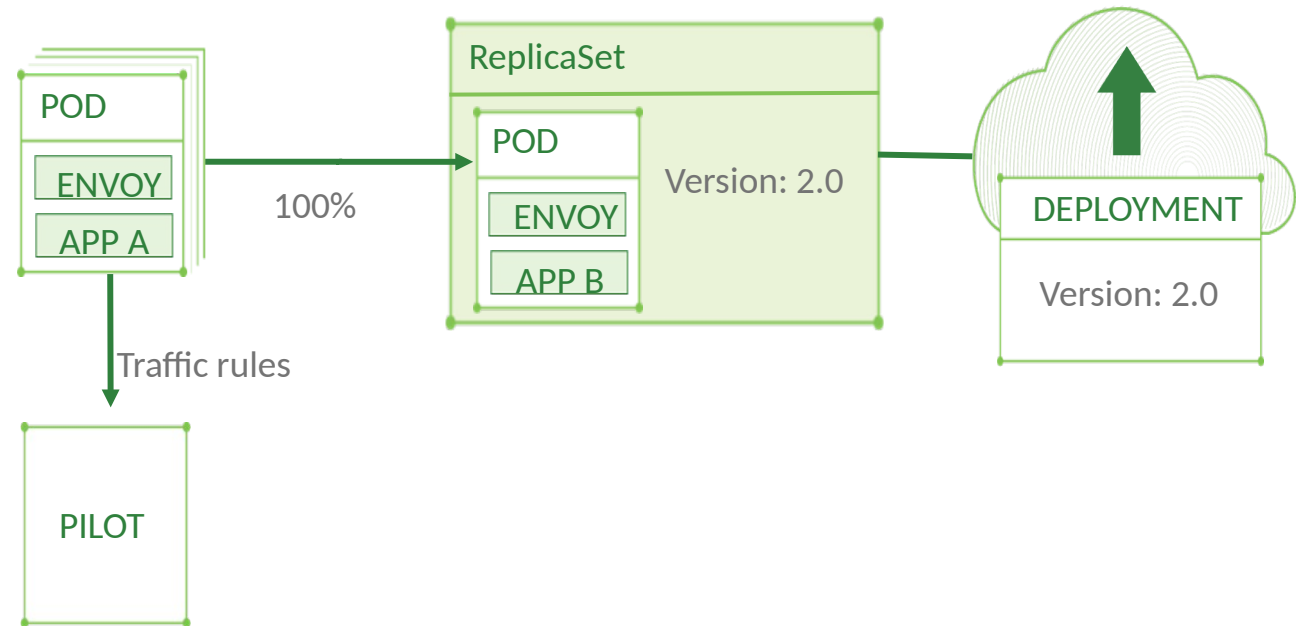 POD
ENVOY
APP A
100%
Traffic rules
PILOT
ReplicaSet
POD
ENVOY
APP B
Version: 2.0
DEPLOYMENT
Version: 2.0